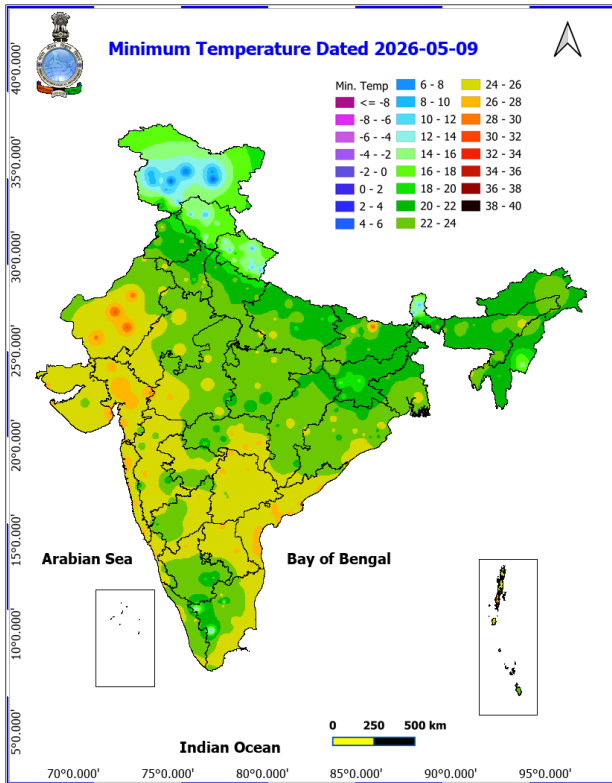 Minimum Temperature Dated 2026-05-09
Min. Temp
<= -8
-8 - -6
-6 - -4
-4 - -2
-2 - 0
0 - 2
2 - 4
4 - 6
6 - 8
8 - 10
10 - 12
12 - 14
14 - 16
16 - 18
18 - 20
20 - 22
22 - 24
24 - 26
26 - 28
28 - 30
30 - 32
32 - 34
34 - 36
36 - 38
38 - 40
40°0.000'
35°0.000'
30°0.000'
25°0.000'
20°0.000'
15°0.000'
10°0.000'
5°0.000'
Arabian Sea
Bay of Bengal
Indian Ocean
0 250 500 km
70°0.000' 75°0.000' 80°0.000' 85°0.000' 90°0.000' 95°0.000'